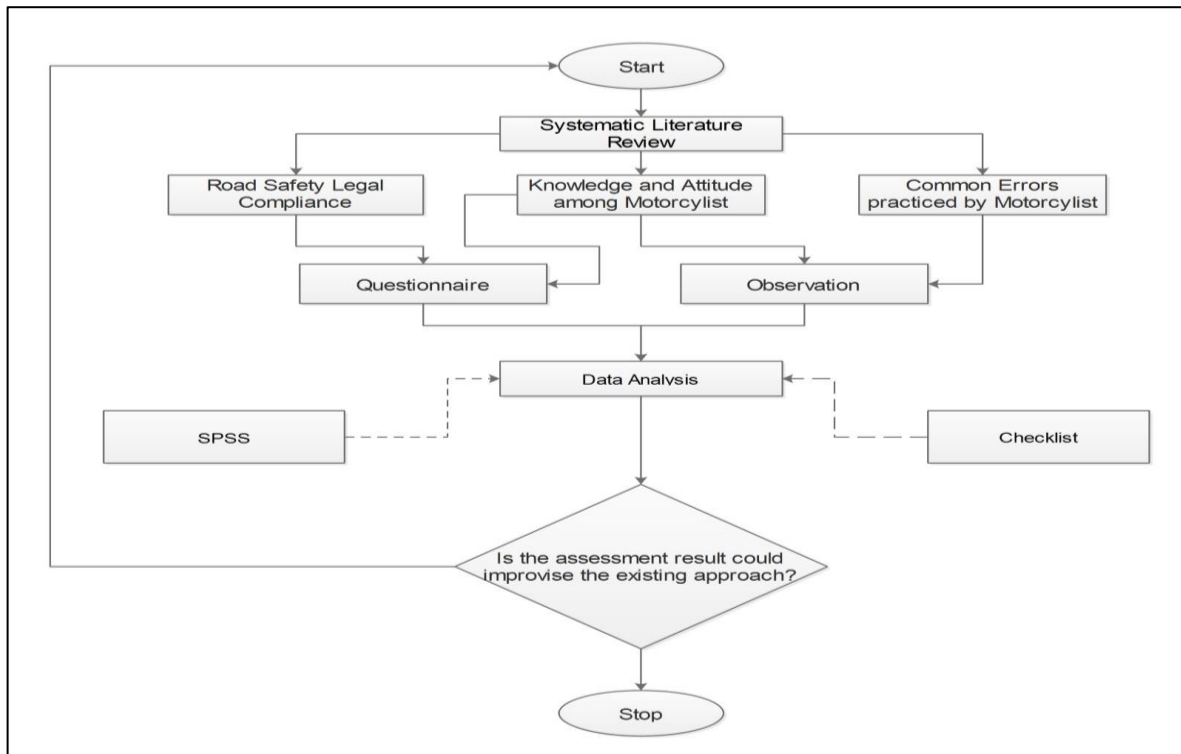 Start
Systematic Literature
Review
Road Safety Legal
Compliance
Knowledge and Attitude
among Motorcylist
Common Errors
practiced by Motorcylist
Questionnaire
Observation
Data Analysis
SPSS
Checklist
Is the assessment result could
improvise the existing approach?
Stop